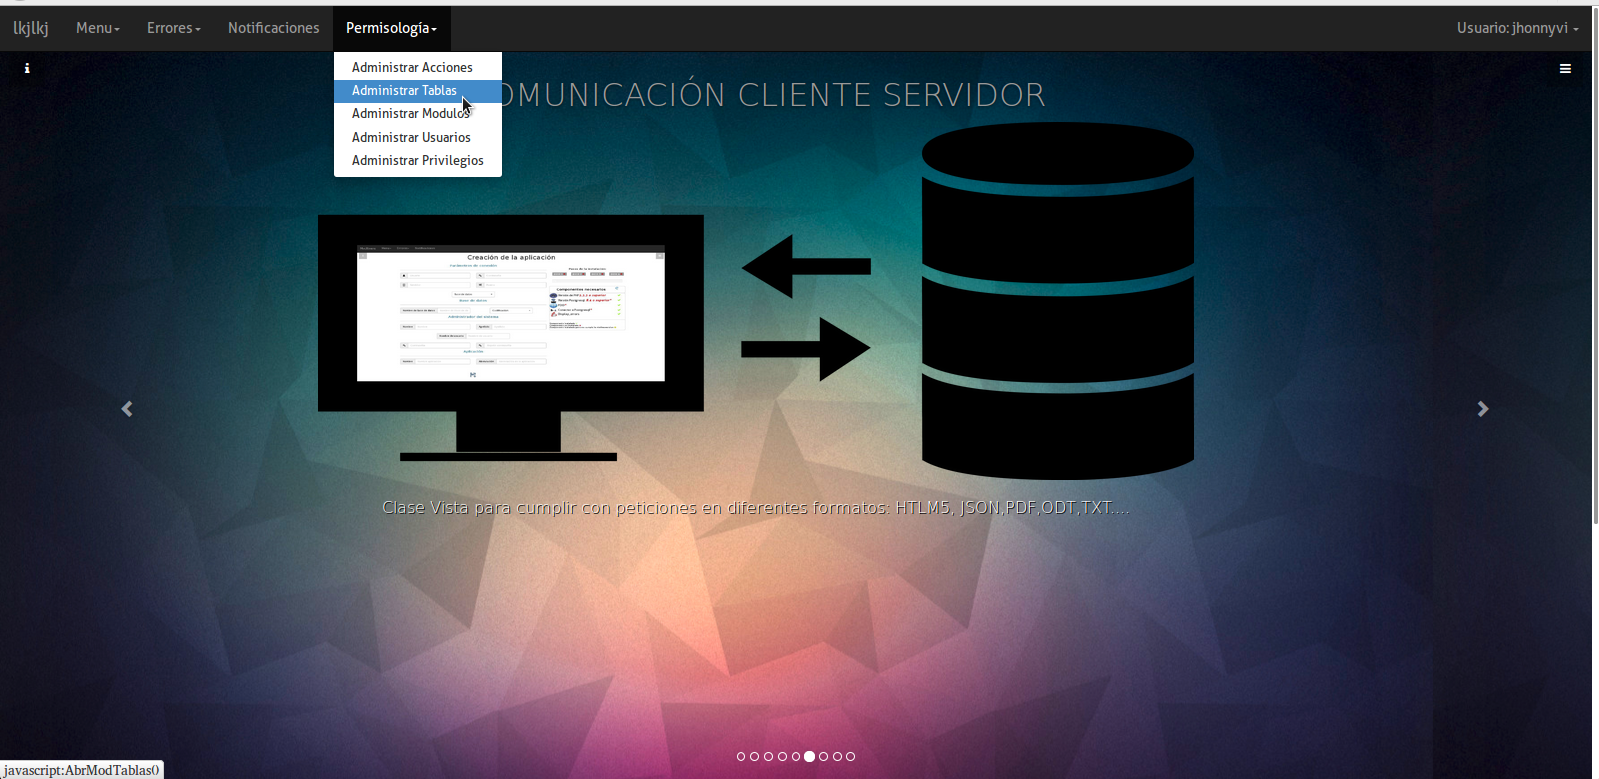 lkjlkj Menu Errores Notificaciones Permisología Usuario: jhonnyvi
Administrar Acciones
Administrar Tablas
Administrar Modulos
Administrar Usuarios
Administrar Privilegios
OMUNICACIÓN CLIENTE SERVIDOR
Creación de la aplicación
Componentes necesarios
Clase Vista para cumplir con peticiones en diferentes formatos: HTLM5, JSON,PDF,ODT,TXT....
javascript:AbrModTablas()